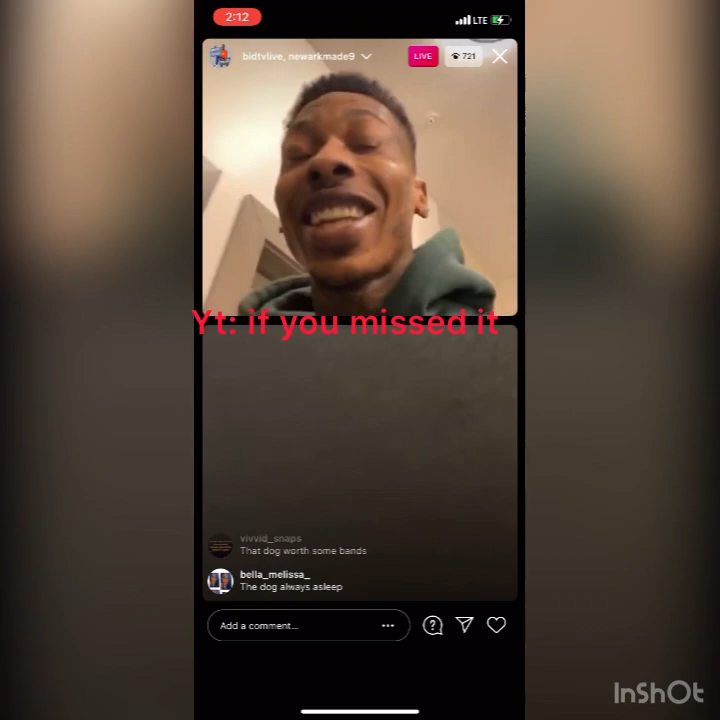 2:12
LTE
bidtvlive, newarkmade9
LIVE
721
Yt: if you missed it
vivvid_snaps
That dog worth some bands
bella_melissa_
The dog always asleep
Add a comment...
InShOt